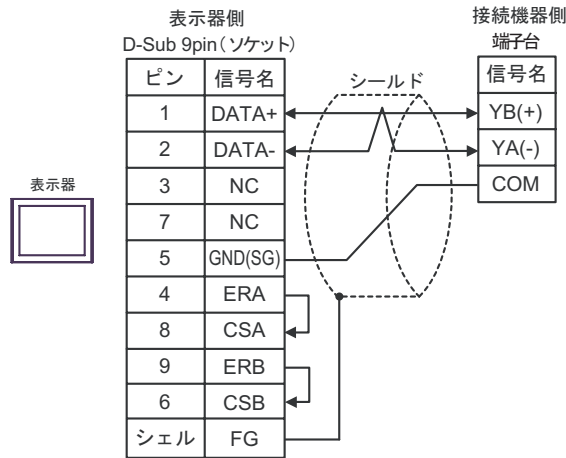 表示器側
D-Sub 9pin(ソケット)
接続機器側
端子台
ピン 信号名
シールド
信号名
1 DATA+
YB(+)
2 DATA-
YA(-)
3 NC
COM
表示器
7 NC
5 GND(SG)
4 ERA
8 CSA
9 ERB
6 CSB
シェル FG